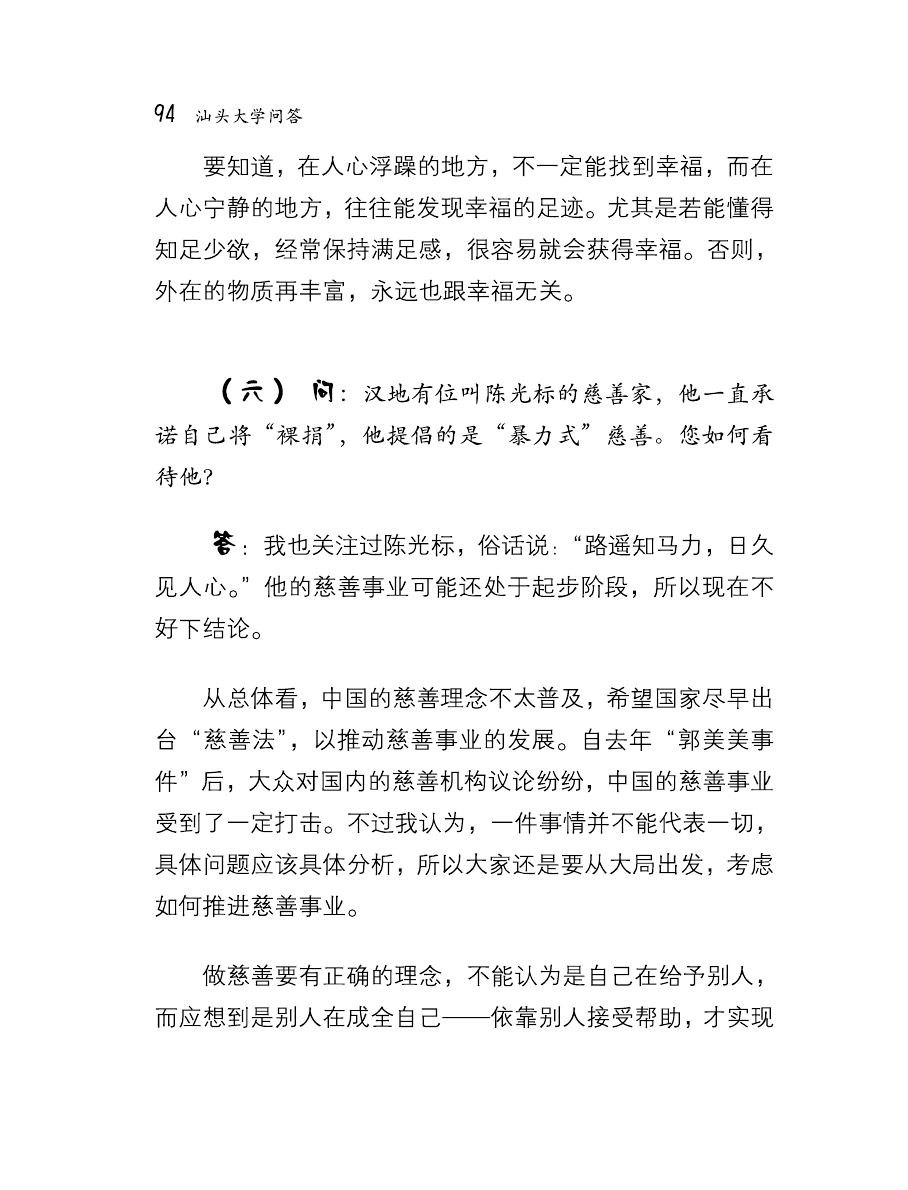 94 汕头大学问答
要知道，在人心浮躁的地方，不一定能找到幸福，而在
人心宁静的地方，往往能发现幸福的足迹。尤其是若能懂得
知足少欲，经常保持满足感，很容易就会获得幸福。否则，
外在的物质再丰富，永远也跟幸福无关。
（六） 问：汉地有位叫陈光标的慈善家，他一直承
诺自己将“裸捐”，他提倡的是“暴力式”慈善。您如何看
待他？
答：我也关注过陈光标，俗话说：“路遥知马力，日久
见人心。”他的慈善事业可能还处于起步阶段，所以现在不
好下结论。
从总体看，中国的慈善理念不太普及，希望国家尽早出
台“慈善法”，以推动慈善事业的发展。自去年“郭美美事
件”后，大众对国内的慈善机构议论纷纷，中国的慈善事业
受到了一定打击。不过我认为，一件事情并不能代表一切，
具体问题应该具体分析，所以大家还是要从大局出发，考虑
如何推进慈善事业。
做慈善要有正确的理念，不能认为是自己在给予别人，
而应想到是别人在成全自己——依靠别人接受帮助，才实现